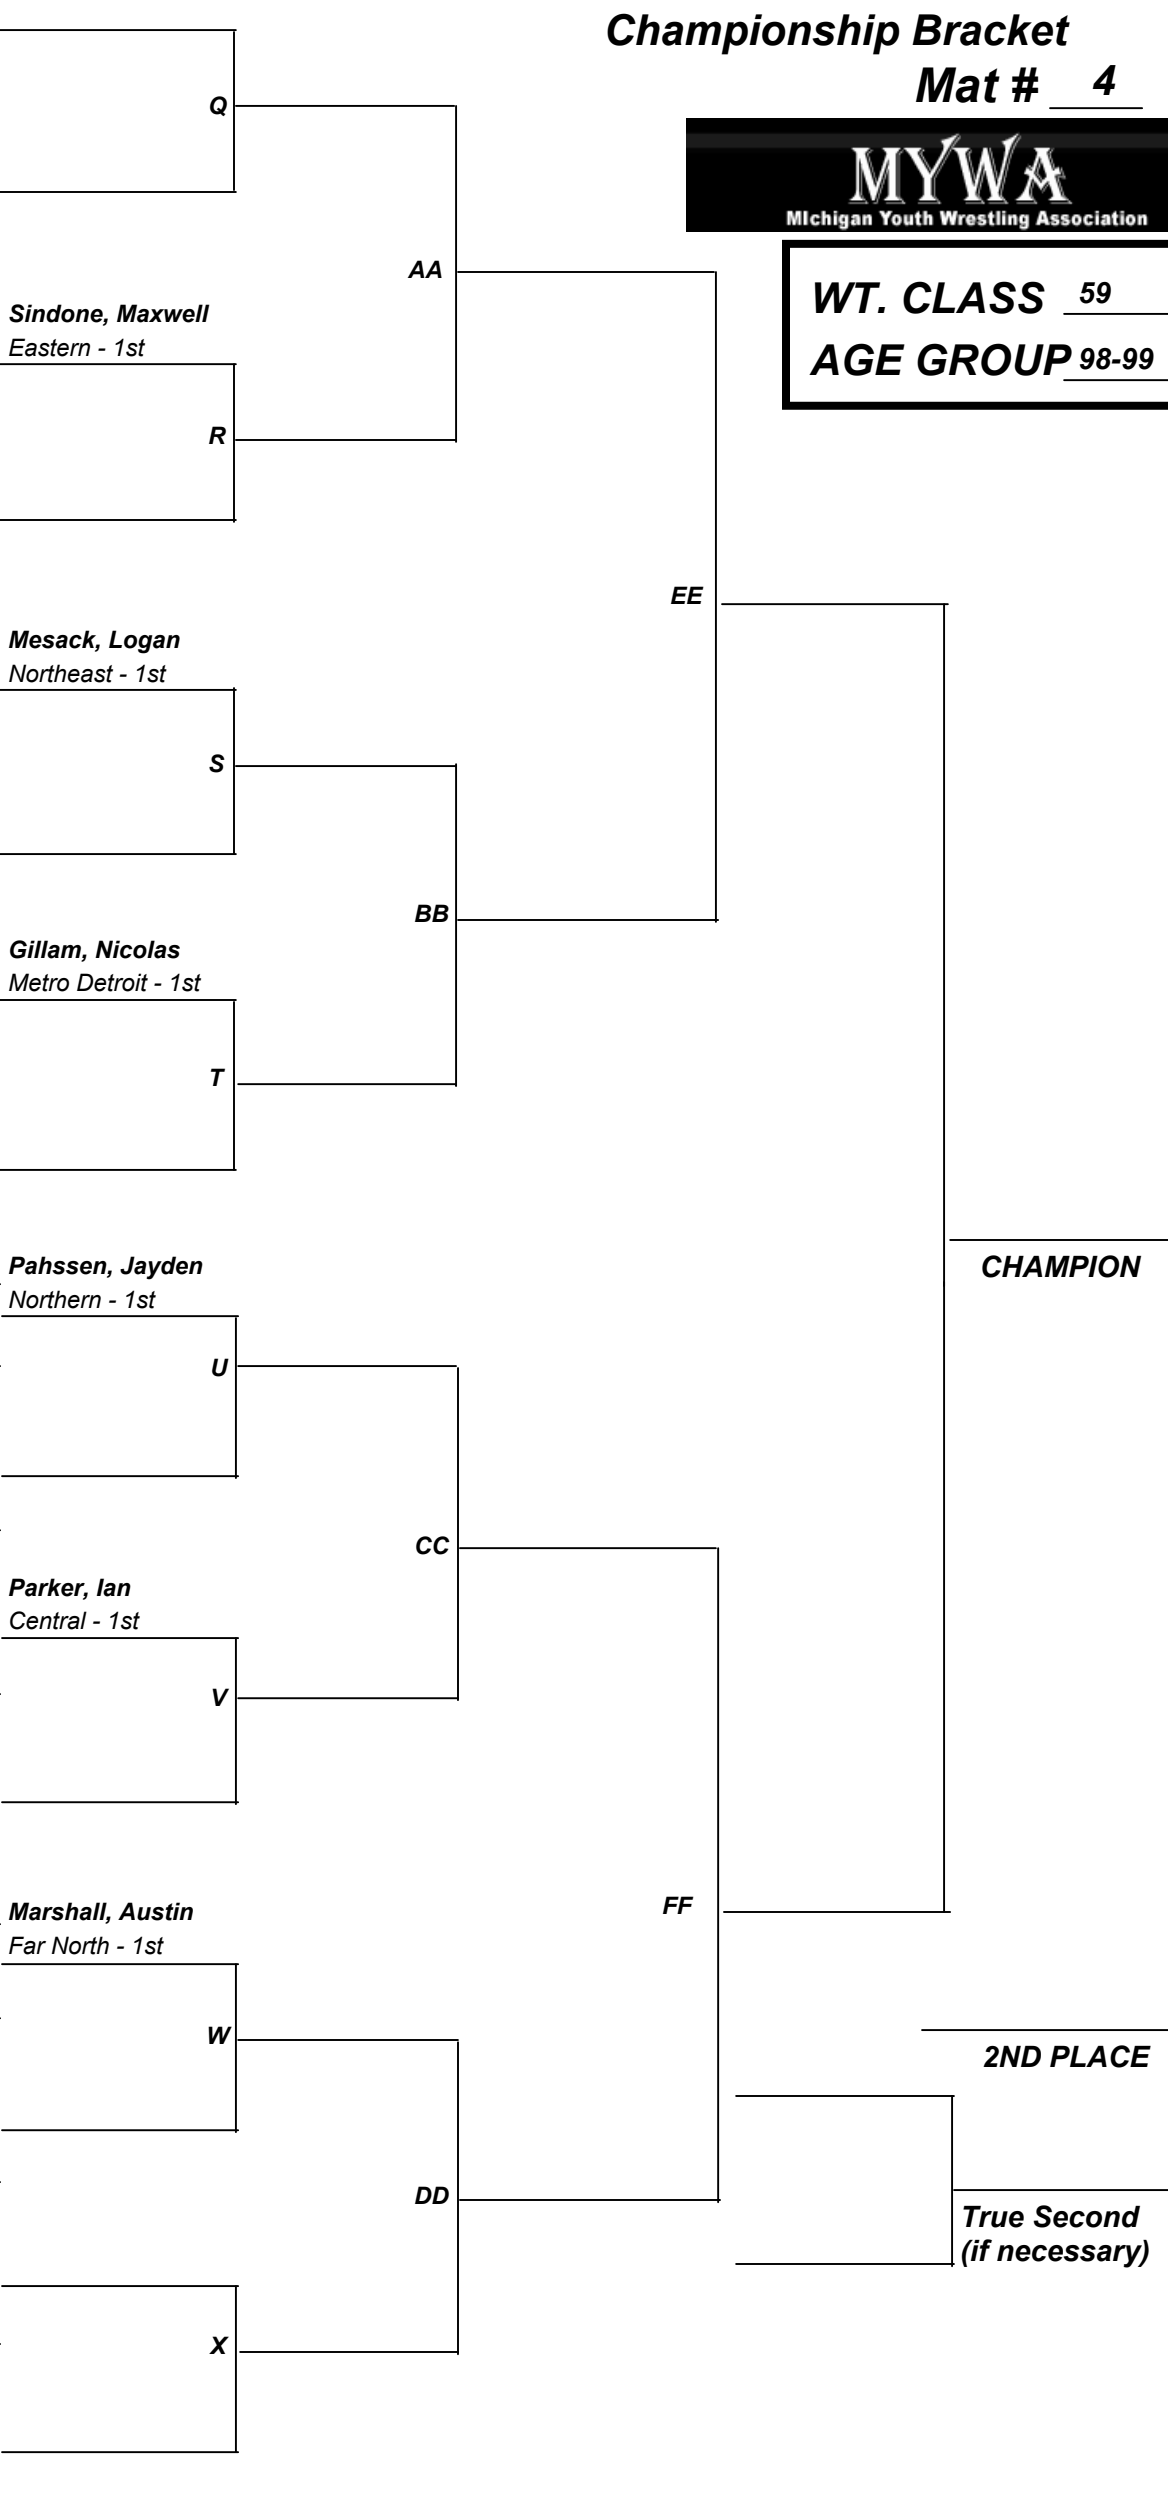 Championship Bracket
Mat # 4
MYWA
MIchigan Youth Wrestling Association
WT. CLASS 59
AGE GROUP 98-99
Q
AA
Sindone, Maxwell
Eastern - 1st
R
EE
Mesack, Logan
Northeast - 1st
S
BB
Gillam, Nicolas
Metro Detroit - 1st
T
Pahssen, Jayden
Northern - 1st
CHAMPION
U
CC
Parker, Ian
Central - 1st
V
FF
Marshall, Austin
Far North - 1st
W
2ND PLACE
DD
True Second
(if necessary)
X